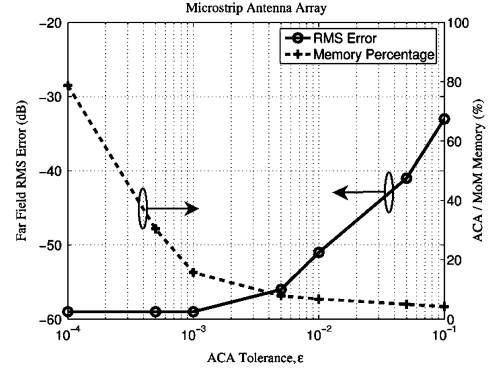 Microstrip Antenna Array
-20
-30
-40
-50
-60
Far Field RMS Error (dB)
RMS Error
Memory Percentage
100
80
60
40
20
0
ACA / MoM Memory (%)
10⁻⁴
10⁻³
10⁻²
10⁻¹
ACA Tolerance, ε